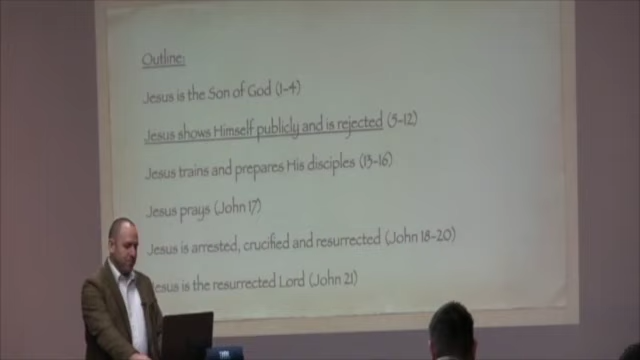 Outline:
Jesus is the Son of God (1-4)
Jesus shows Himself publicly and is rejected (5-12)
Jesus trains and prepares His disciples (13-16)
Jesus prays (John 17)
Jesus is arrested, crucified and resurrected (John 18-20)
Jesus is the resurrected Lord (John 21)